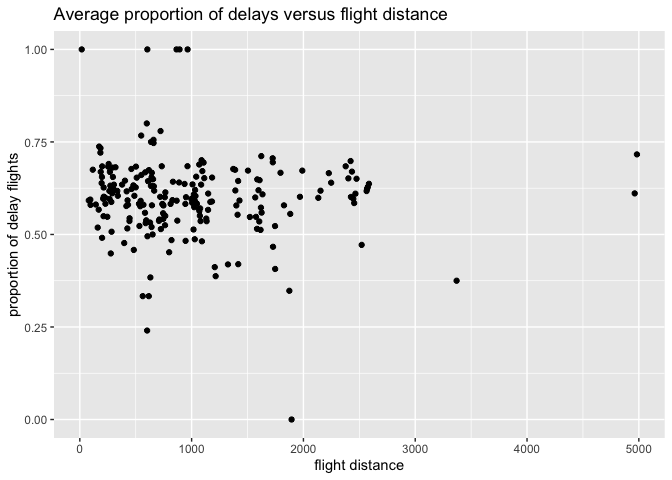 Average proportion of delays versus flight distance
1.00
0.75
0.50
0.25
0.00
proportion of delay flights
0 1000 2000 3000 4000 5000
flight distance